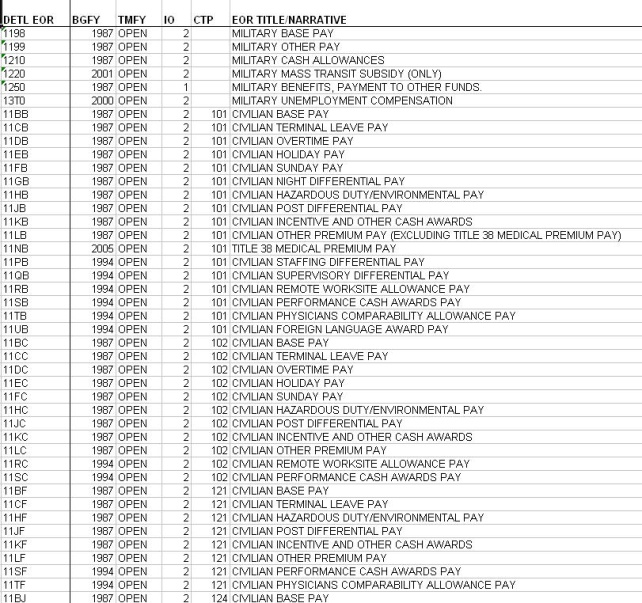 DETL EOR BGFY TMFY IO CTP EOR TITLE/NARRATIVE
1198 1987 OPEN 2 MILITARY BASE PAY
1199 1987 OPEN 2 MILITARY OTHER PAY
1210 1987 OPEN 2 MILITARY CASH ALLOWANCES
1220 2001 OPEN 2 MILITARY MASS TRANSIT SUBSIDY (ONLY)
1250 1987 OPEN 1 MILITARY BENEFITS, PAYMENT TO OTHER FUNDS.
13T0 2000 OPEN 2 MILITARY UNEMPLOYMENT COMPENSATION
11BB 1987 OPEN 2 101 CIVILIAN BASE PAY
11CB 1987 OPEN 2 101 CIVILIAN TERMINAL LEAVE PAY
11DB 1987 OPEN 2 101 CIVILIAN OVERTIME PAY
11EB 1987 OPEN 2 101 CIVILIAN HOLIDAY PAY
11FB 1987 OPEN 2 101 CIVILIAN SUNDAY PAY
11GB 1987 OPEN 2 101 CIVILIAN NIGHT DIFFERENTIAL PAY
11HB 1987 OPEN 2 101 CIVILIAN HAZARDOUS DUTY/ENVIRONMENTAL PAY
11JB 1987 OPEN 2 101 CIVILIAN POST DIFFERENTIAL PAY
11KB 1987 OPEN 2 101 CIVILIAN INCENTIVE AND OTHER CASH AWARDS
11LB 1987 OPEN 2 101 CIVILIAN OTHER PREMIUM PAY (EXCLUDING TITLE 38 MEDICAL PREMIUM PAY)
11NB 2005 OPEN 2 101 TITLE 38 MEDICAL PREMIUM PAY
11PB 1994 OPEN 2 101 CIVILIAN STAFFING DIFFERENTIAL PAY
11QB 1994 OPEN 2 101 CIVILIAN SUPERVISORY DIFFERENTIAL PAY
11RB 1994 OPEN 2 101 CIVILIAN REMOTE WORKSITE ALLOWANCE PAY
11SB 1994 OPEN 2 101 CIVILIAN PERFORMANCE CASH AWARDS PAY
11TB 1994 OPEN 2 101 CIVILIAN PHYSICIANS COMPARABILITY ALLOWANCE PAY
11UB 1994 OPEN 2 101 CIVILIAN FOREIGN LANGUAGE AWARD PAY
11BC 1987 OPEN 2 102 CIVILIAN BASE PAY
11CC 1987 OPEN 2 102 CIVILIAN TERMINAL LEAVE PAY
11DC 1987 OPEN 2 102 CIVILIAN OVERTIME PAY
11EC 1987 OPEN 2 102 CIVILIAN HOLIDAY PAY
11FC 1987 OPEN 2 102 CIVILIAN SUNDAY PAY
11HC 1987 OPEN 2 102 CIVILIAN HAZARDOUS DUTY/ENVIRONMENTAL PAY
11JC 1987 OPEN 2 102 CIVILIAN POST DIFFERENTIAL PAY
11KC 1987 OPEN 2 102 CIVILIAN INCENTIVE AND OTHER CASH AWARDS
11LC 1987 OPEN 2 102 CIVILIAN OTHER PREMIUM PAY
11RC 1994 OPEN 2 102 CIVILIAN REMOTE WORKSITE ALLOWANCE PAY
11SC 1994 OPEN 2 102 CIVILIAN PERFORMANCE CASH AWARDS PAY
11BF 1987 OPEN 2 121 CIVILIAN BASE PAY
11CF 1987 OPEN 2 121 CIVILIAN TERMINAL LEAVE PAY
11HF 1987 OPEN 2 121 CIVILIAN HAZARDOUS DUTY/ENVIRONMENTAL PAY
11JF 1987 OPEN 2 121 CIVILIAN POST DIFFERENTIAL PAY
11KF 1987 OPEN 2 121 CIVILIAN INCENTIVE AND OTHER CASH AWARDS
11LF 1987 OPEN 2 121 CIVILIAN OTHER PREMIUM PAY
11SF 1994 OPEN 2 121 CIVILIAN PERFORMANCE CASH AWARDS PAY
11TF 1994 OPEN 2 121 CIVILIAN PHYSICIANS COMPARABILITY ALLOWANCE PAY
11BJ 1987 OPEN 2 124 CIVILIAN BASE PAY